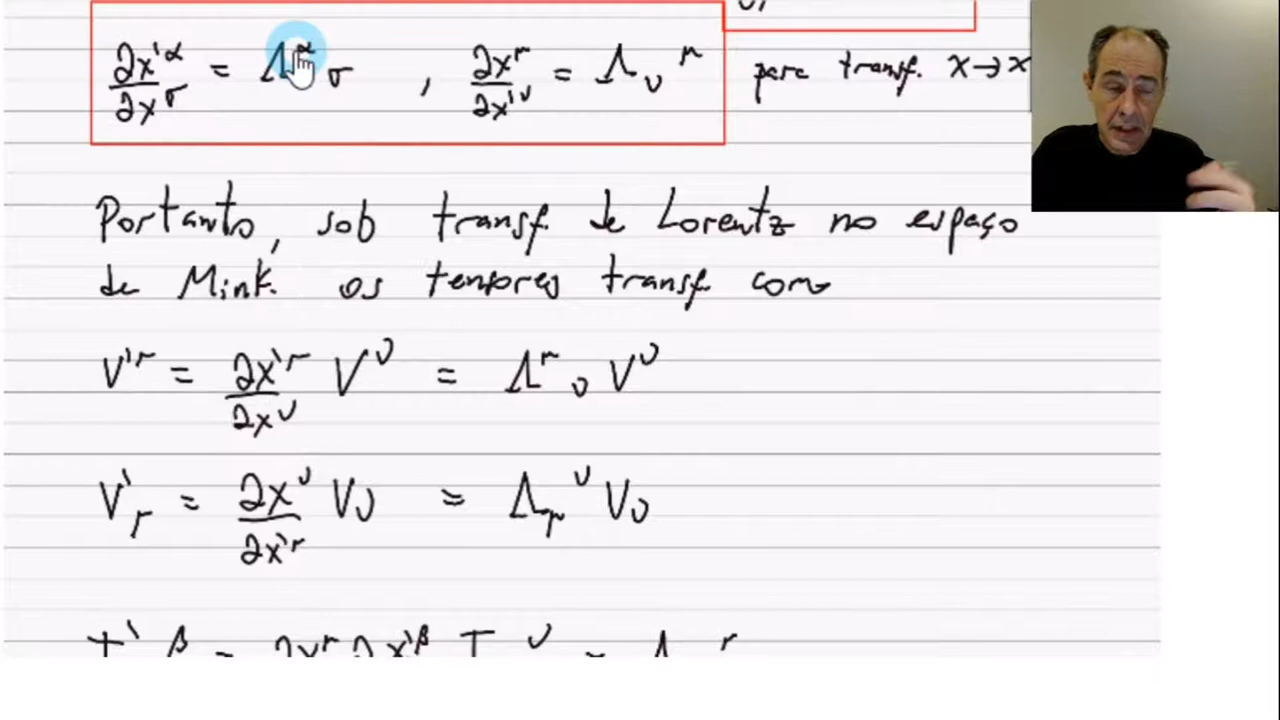 ∂x'^α/∂x^σ = Λ^α_σ , ∂x^μ/∂x'^ν = Λ_ν^μ para transf. x→x
Portanto, sob transf. de Lorentz no espaço
de Mink. os tensores transf. como
V'^μ = ∂x'^μ/∂x^ν V^ν = Λ^μ_ν V^ν
V'_μ = ∂x^ν/∂x'^μ V_ν = Λ_μ^ν V_ν